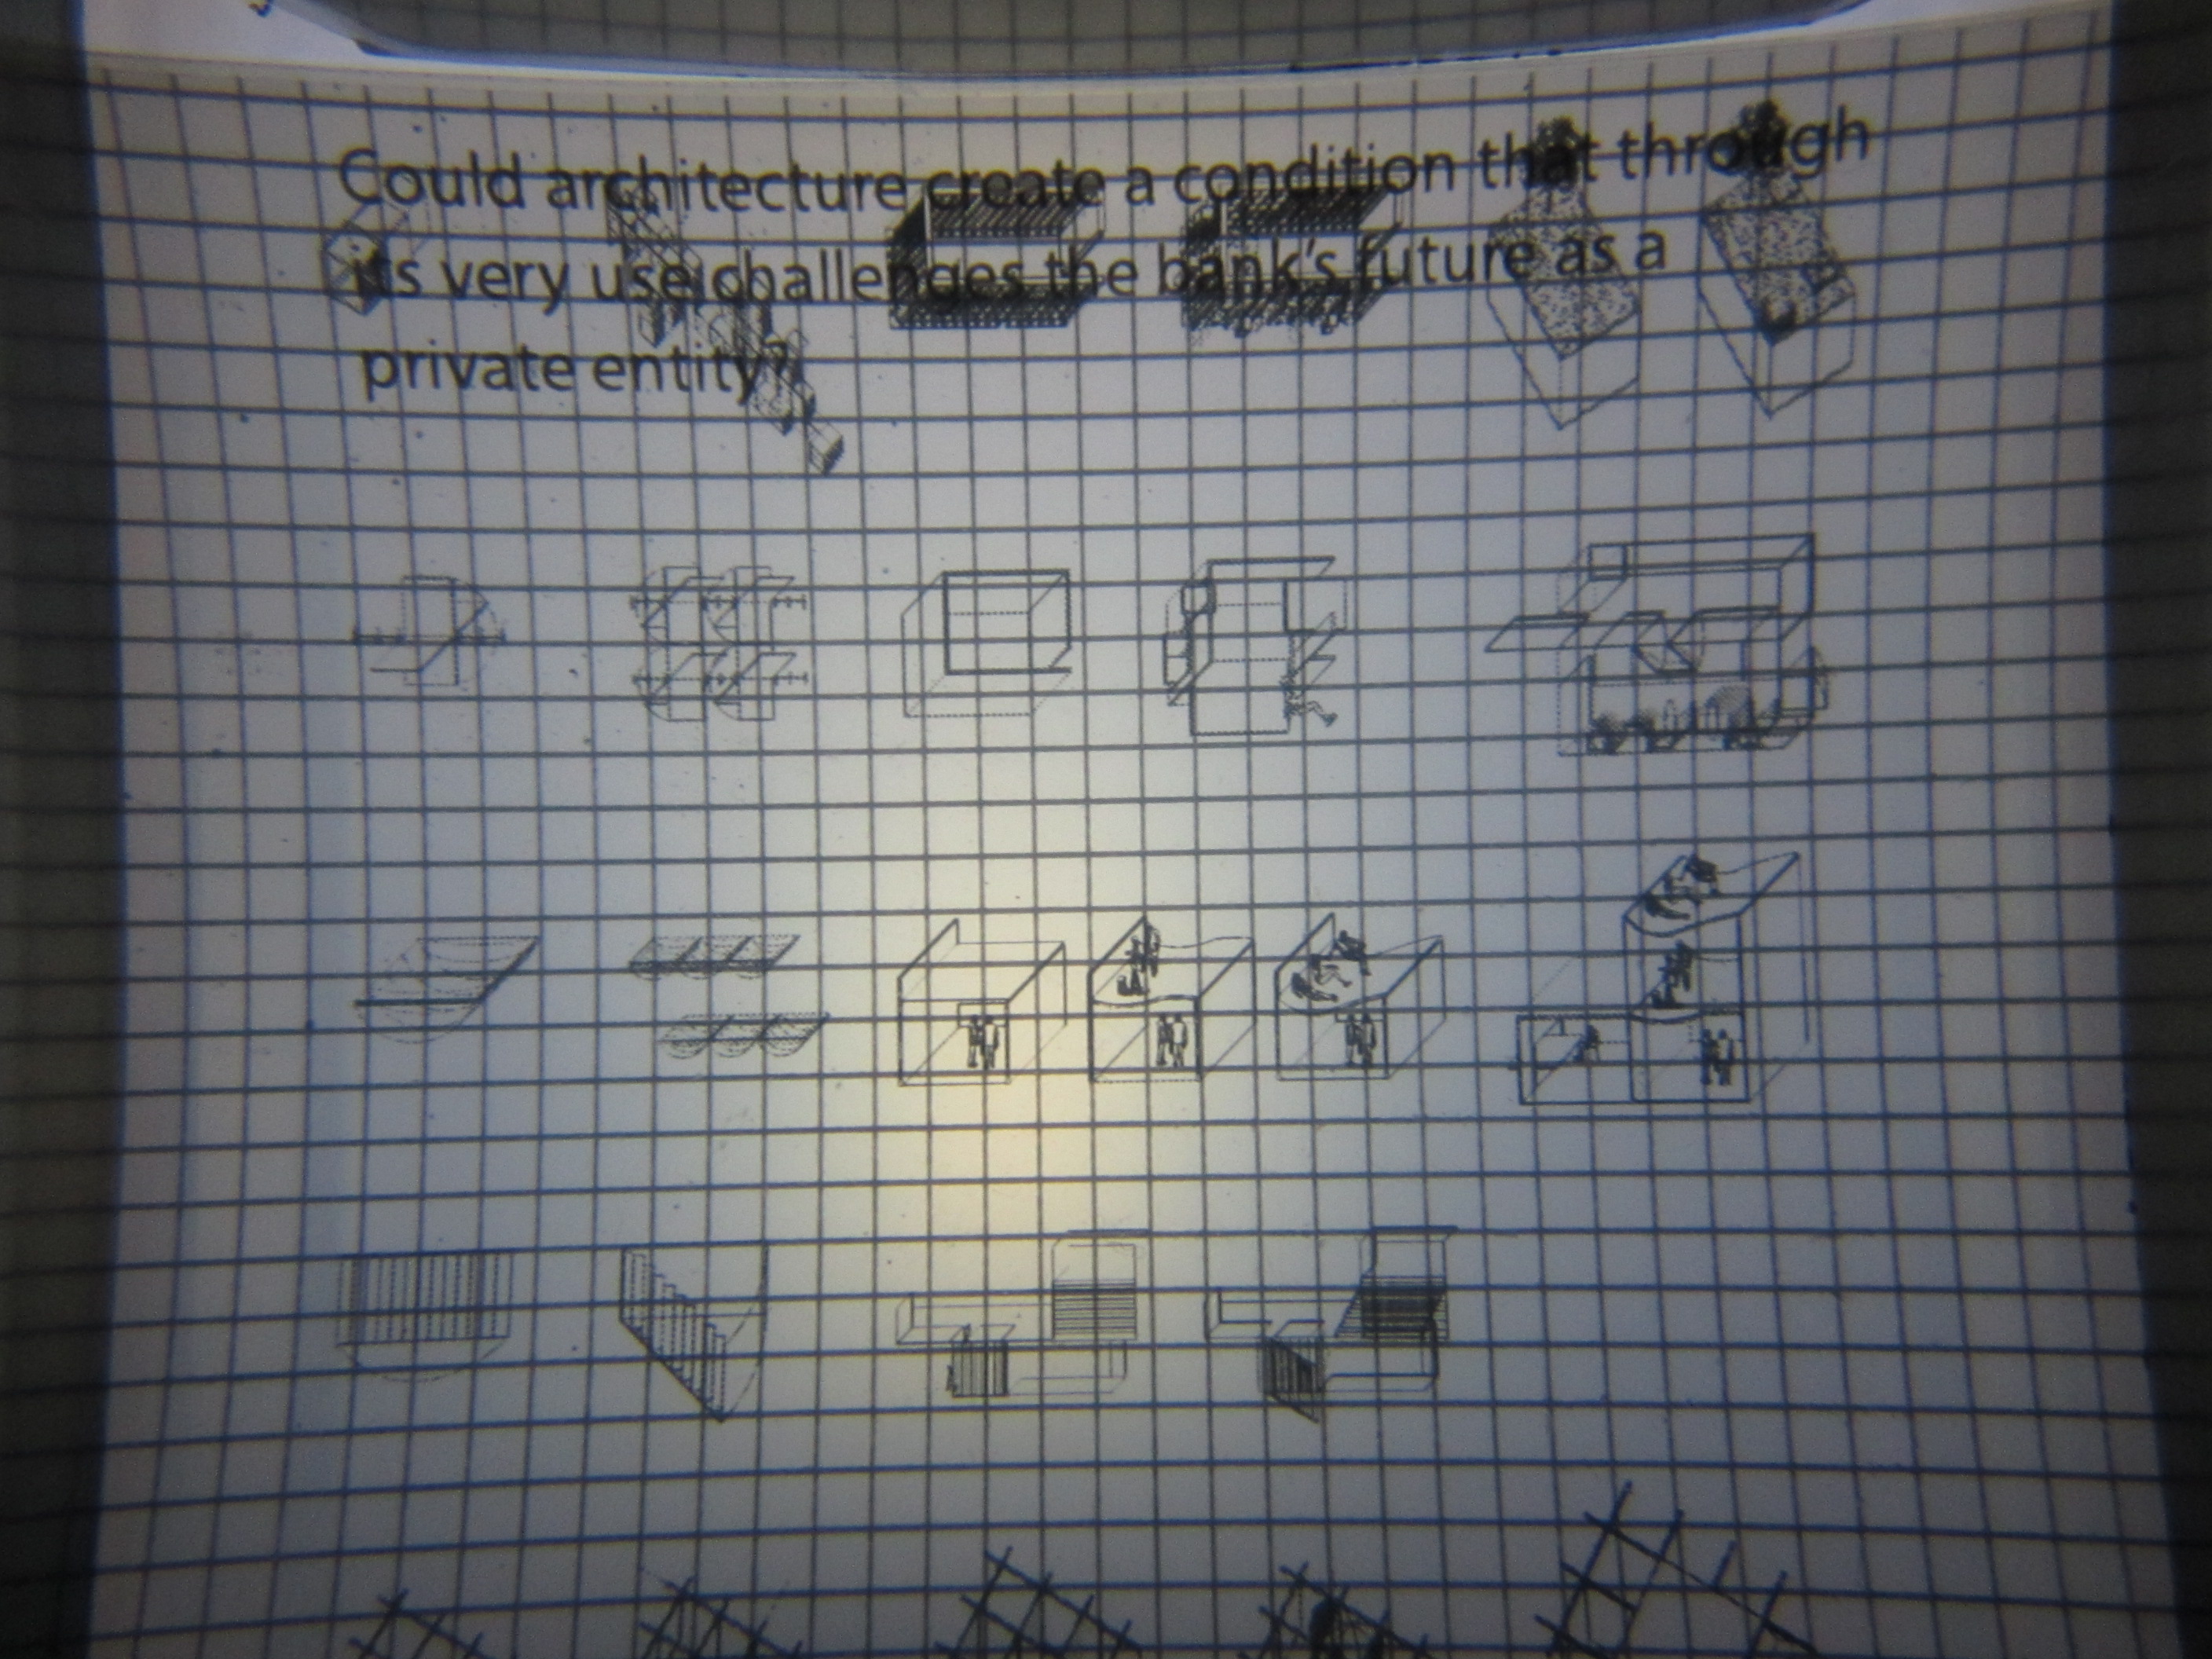 Could architecture create a condition that through
its very use challenges the bank's future as a
private entity?